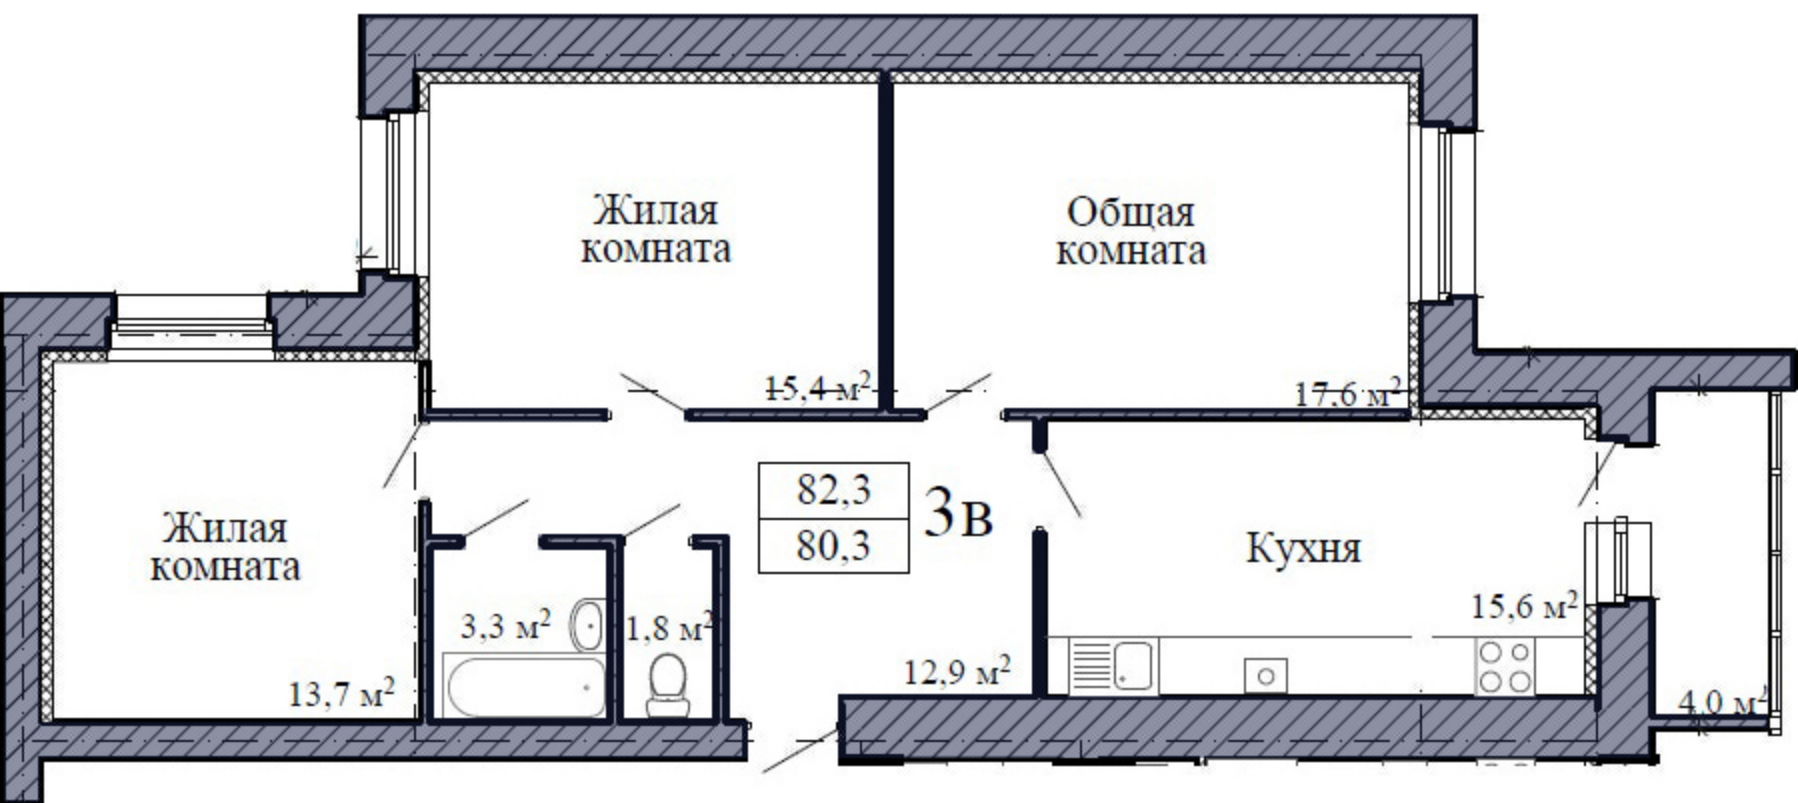 Жилая
комната
15,4 м²
Общая
комната
17,6 м²
Жилая
комната
13,7 м²
82,3
80,3
3в
Кухня
15,6 м²
3,3 м²
1,8 м²
12,9 м²
4,0 м²